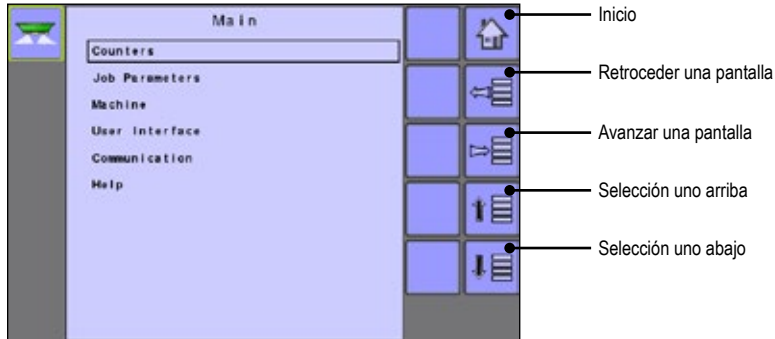 Main
Counters
Job Parameters
Machine
User Interface
Communication
Help
Inicio
Retroceder una pantalla
Avanzar una pantalla
Selección uno arriba
Selección uno abajo